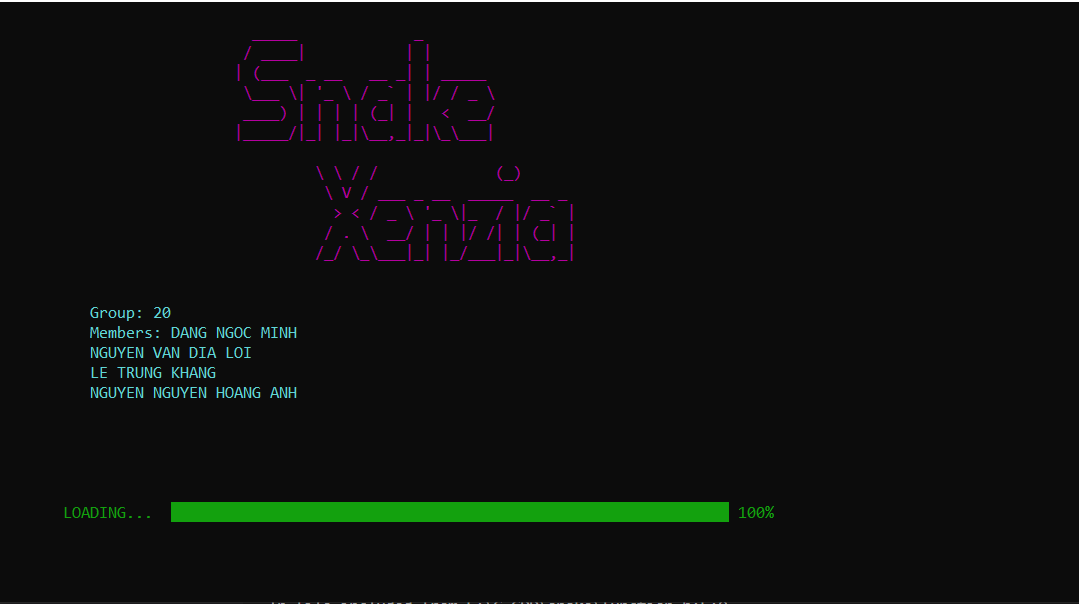 Snake
Xenzia
Group: 20
Members: DANG NGOC MINH
NGUYEN VAN DIA LOI
LE TRUNG KHANG
NGUYEN NGUYEN HOANG ANH
LOADING... 100%